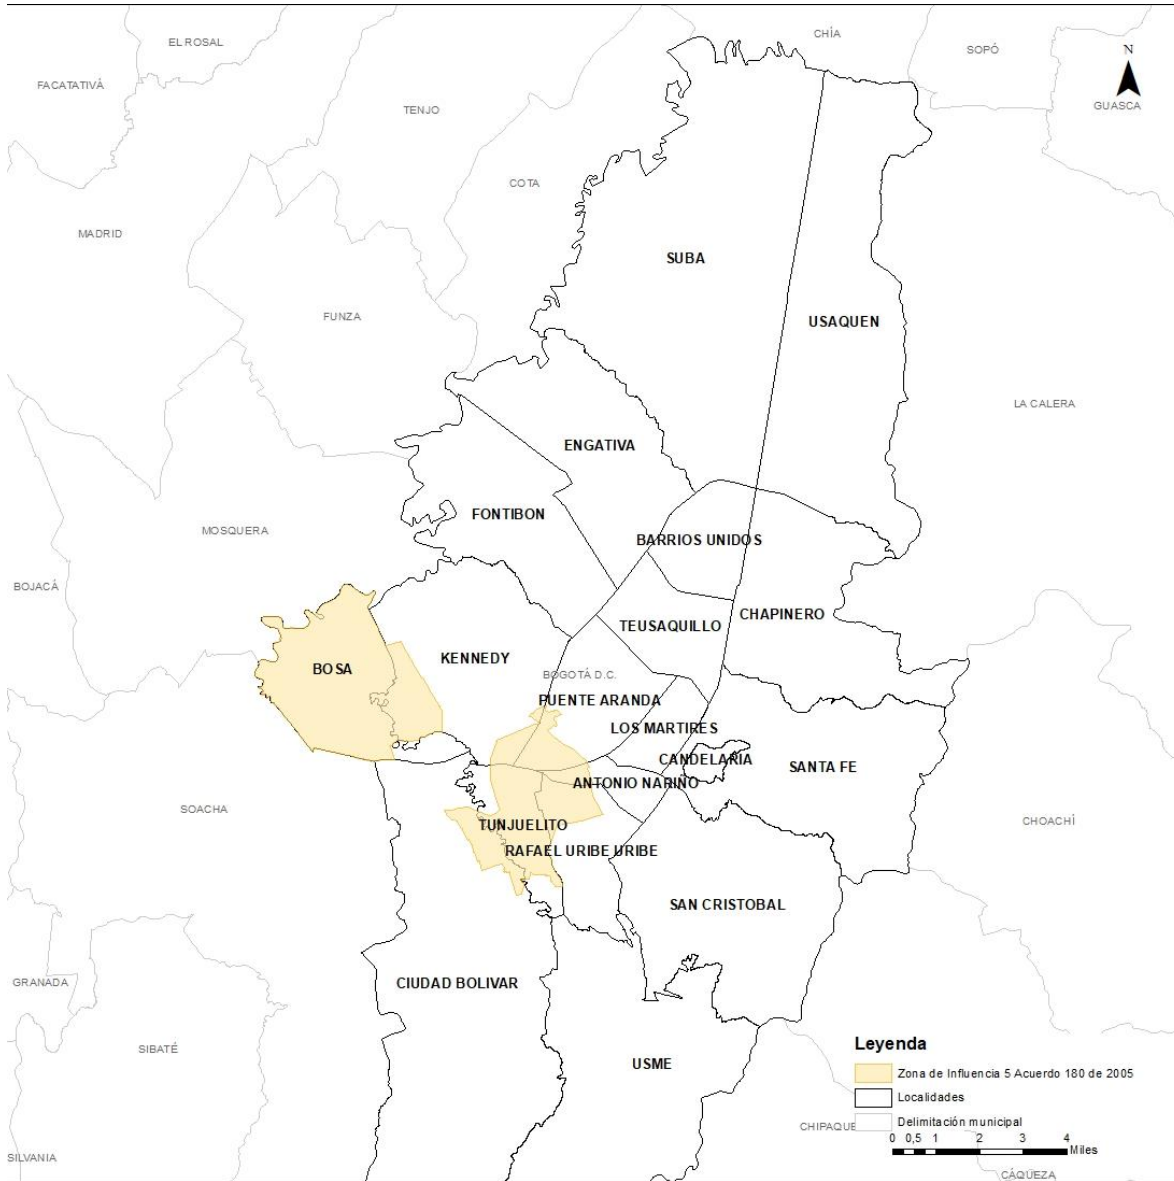 CHÍA
EL ROSAL
SOPÓ
N
FACATATIVÁ
TENJO
GUASCA
COTA
MADRID
SUBA
FUNZA
USAQUEN
LA CALERA
ENGATIVA
FONTIBON
MOSQUERA
BARRIOS UNIDOS
BOJACÁ
CHAPINERO
TEUSAQUILLO
KENNEDY
BOSA
BOGOTÁ D.C.
PUENTE ARANDA
LOS MARTIRES
CANDELARIA
SANTA FE
ANTONIO NARIÑO
SOACHA
CHOACHÍ
TUNJUELITO
RAFAEL URIBE URIBE
SAN CRISTOBAL
GRANADA
CIUDAD BOLIVAR
SIBATÉ
USME
Leyenda
Zona de Influencia 5 Acuerdo 180 de 2005
Localidades
Delimitación municipal
CHIPAQUE
0 0,5 1 2 3 4
Miles
SILVANIA
CÁQUEZA